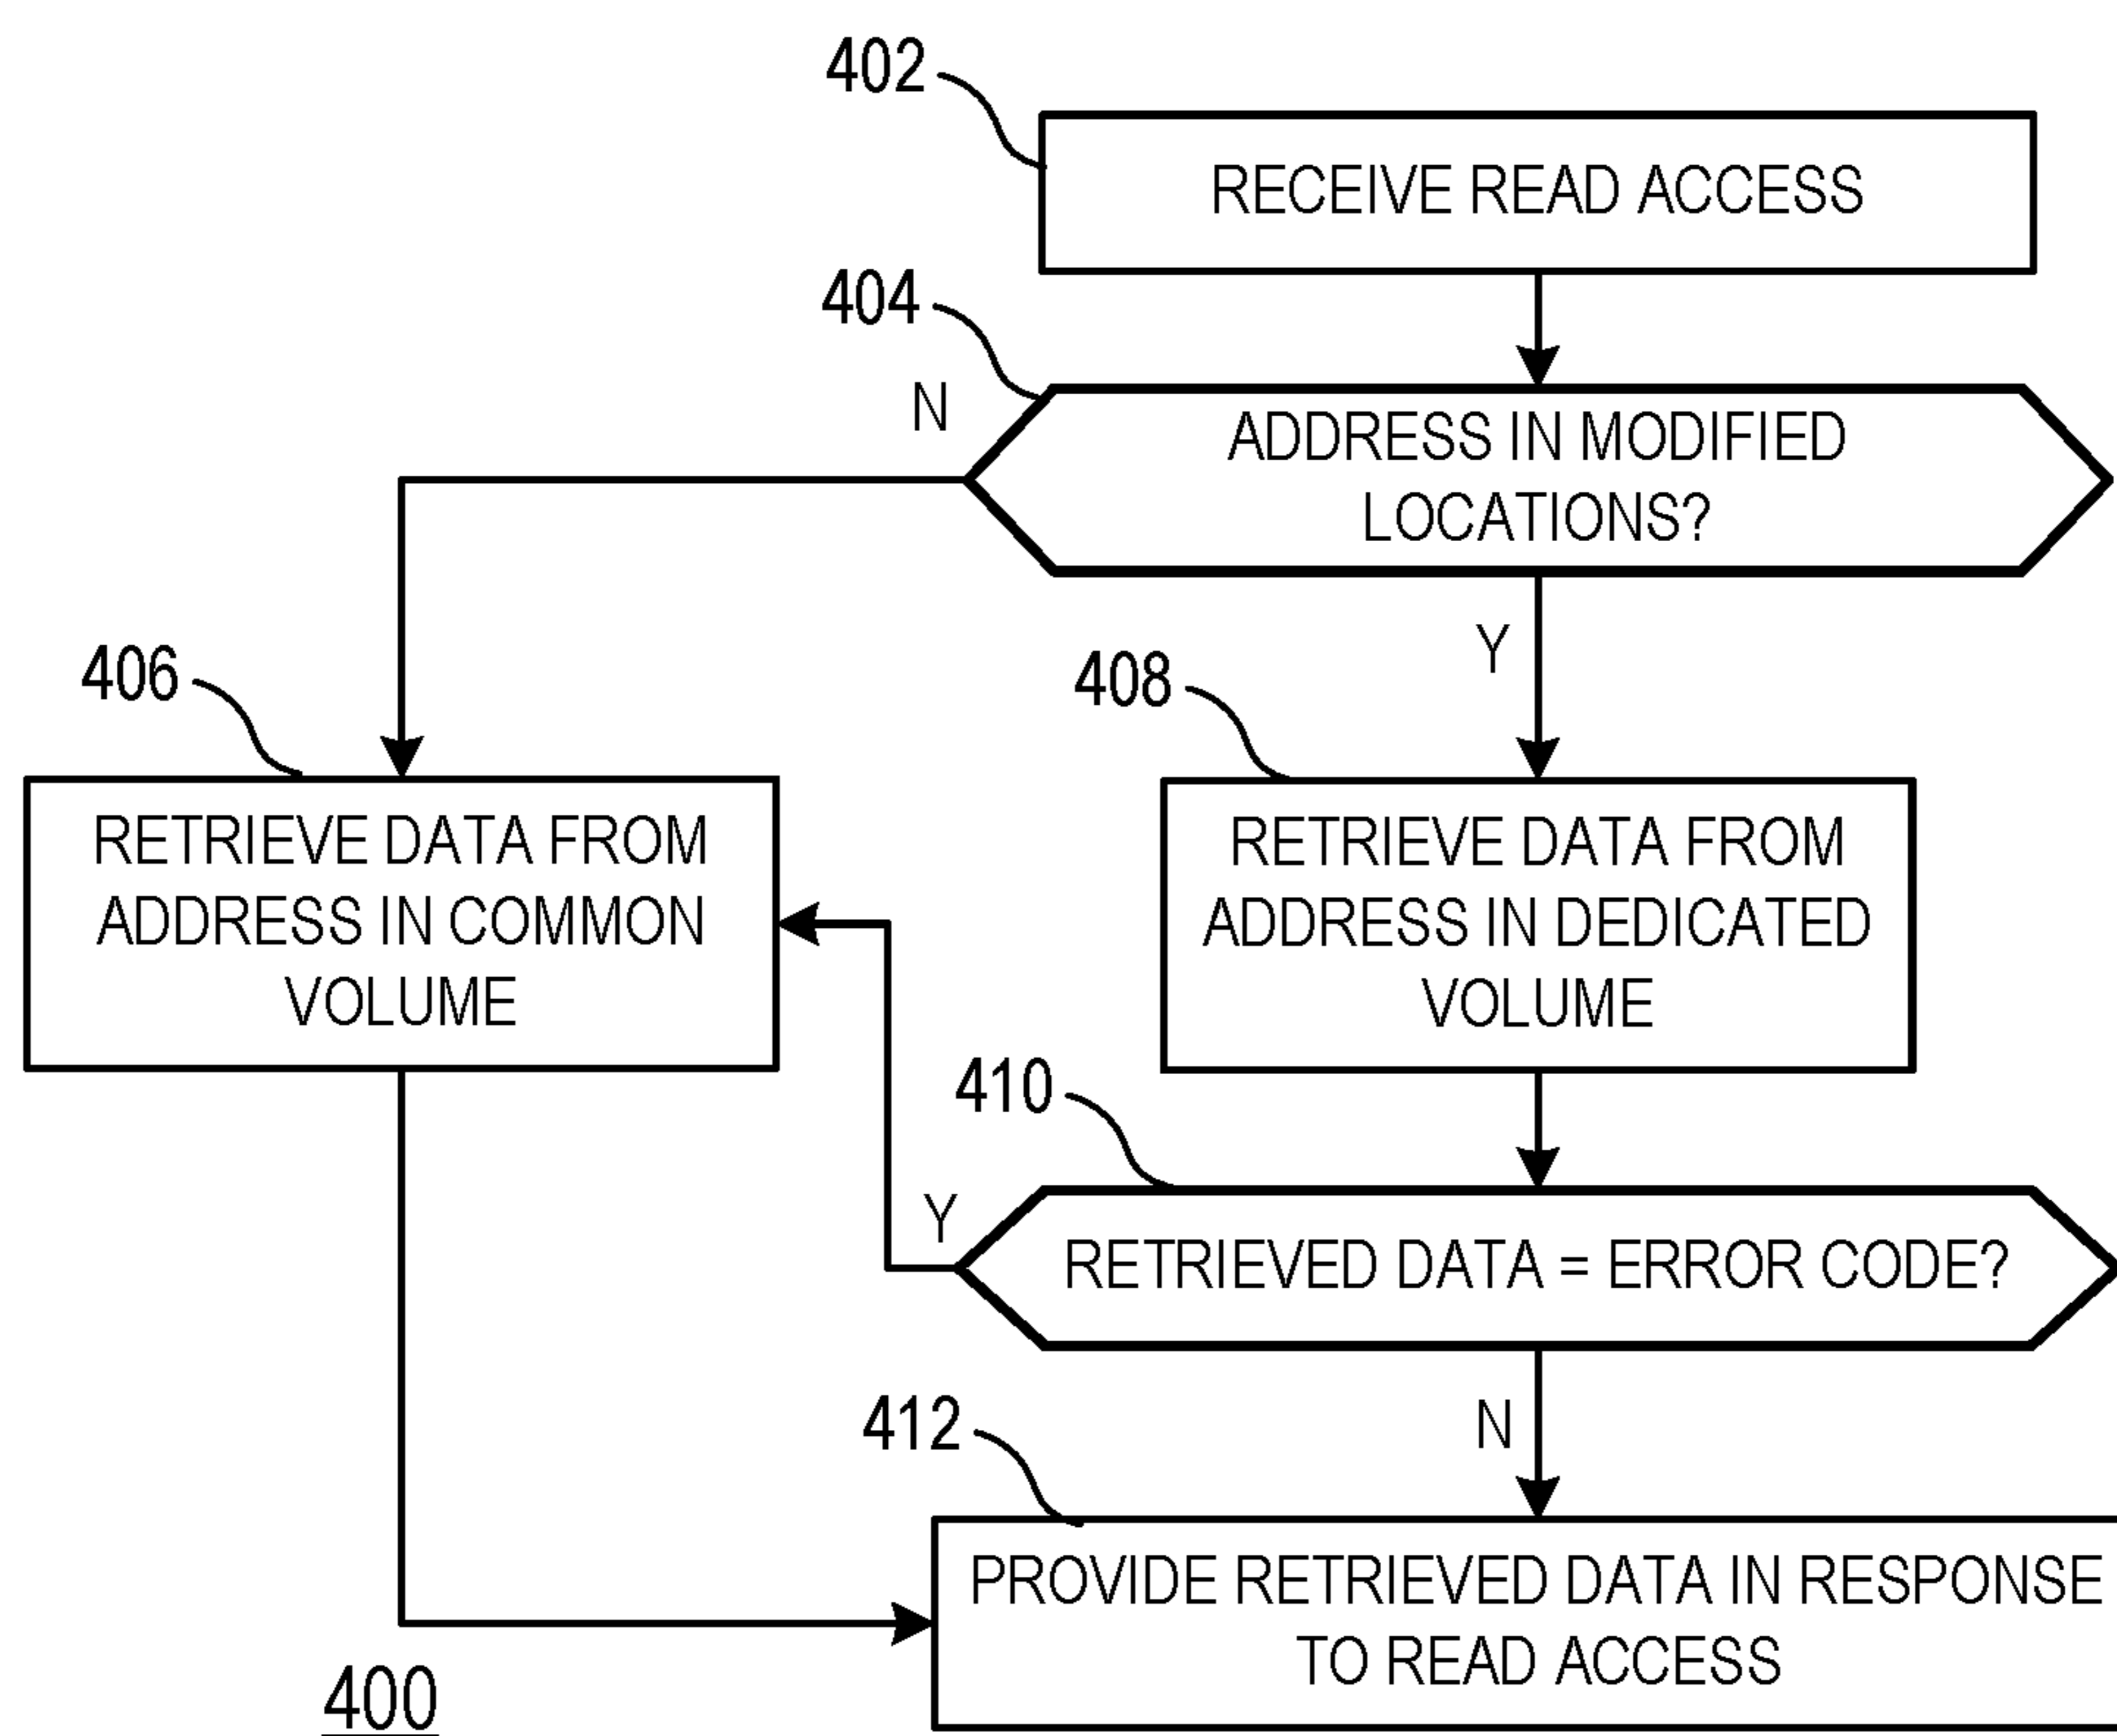 402
RECEIVE READ ACCESS
404
N
ADDRESS IN MODIFIED
LOCATIONS?
Y
406
408
RETRIEVE DATA FROM
ADDRESS IN COMMON
VOLUME
RETRIEVE DATA FROM
ADDRESS IN DEDICATED
VOLUME
410
Y
RETRIEVED DATA = ERROR CODE?
N
412
PROVIDE RETRIEVED DATA IN RESPONSE
TO READ ACCESS
400